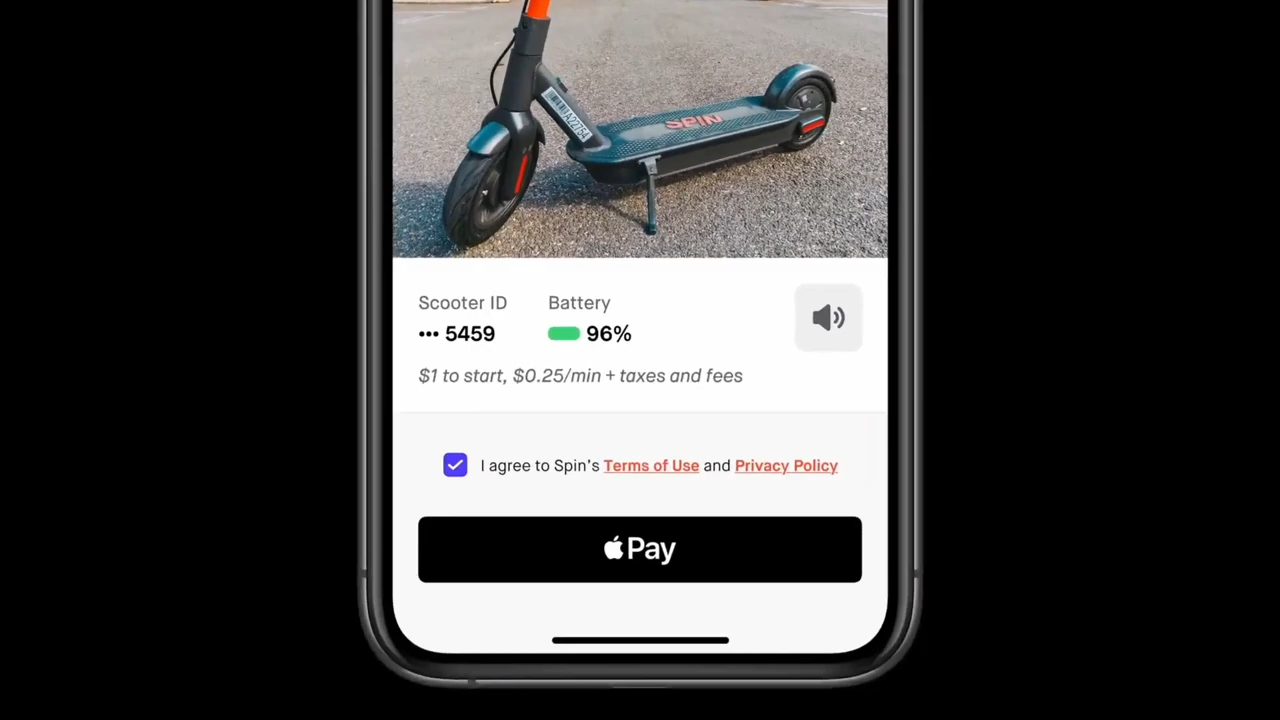 A22754
SPIN
Scooter ID
Battery
••• 5459
96%
$1 to start, $0.25/min + taxes and fees
I agree to Spin's Terms of Use and Privacy Policy
Pay